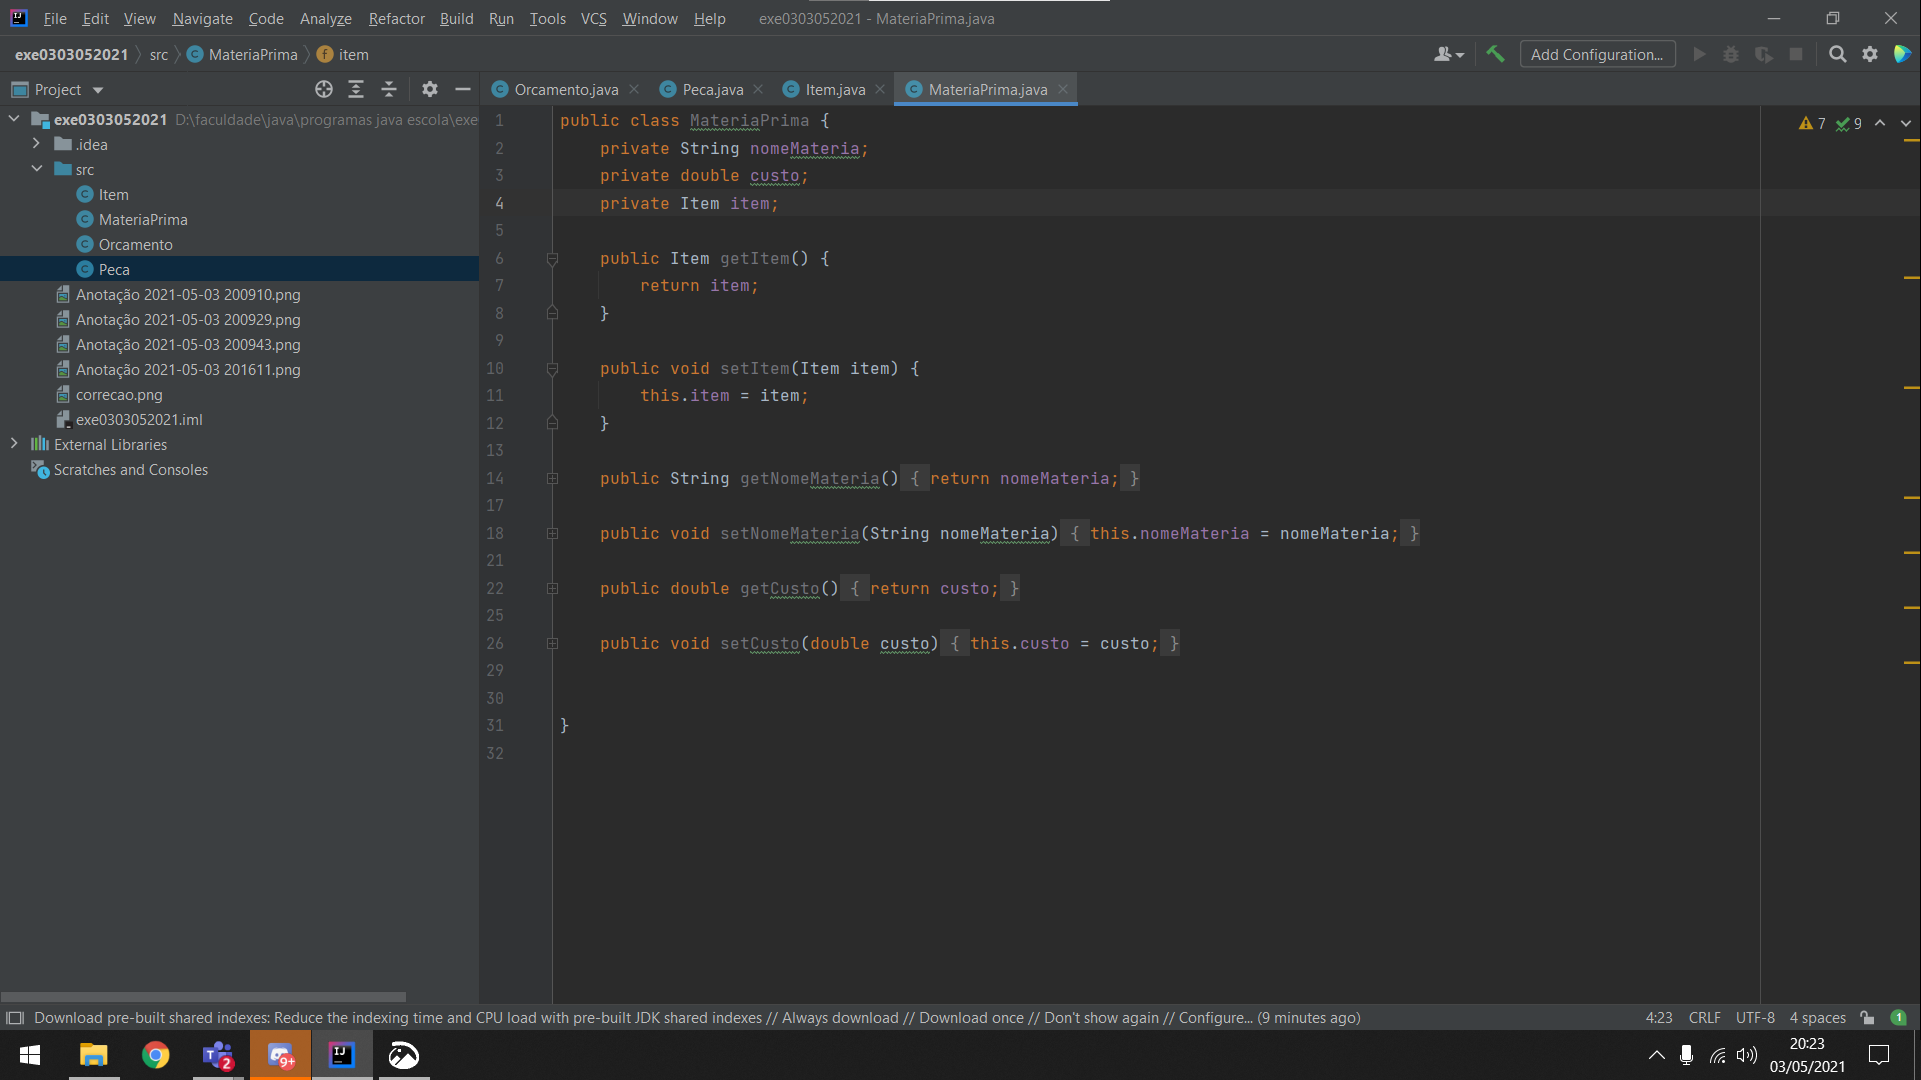 File Edit View Navigate Code Analyze Refactor Build Run Tools VCS Window Help exe0303052021 - MateriaPrima.java
exe0303052021 src MateriaPrima item Add Configuration...
Project
Orcamento.java Peca.java Item.java MateriaPrima.java
exe0303052021 D:\faculdade\java\programas java escola\exe
.idea
src
Item
MateriaPrima
Orcamento
Peca
Anotação 2021-05-03 200910.png
Anotação 2021-05-03 200929.png
Anotação 2021-05-03 200943.png
Anotação 2021-05-03 201611.png
correcao.png
exe0303052021.iml
External Libraries
Scratches and Consoles
7 9
1 public class MateriaPrima {
2 private String nomeMateria;
3 private double custo;
4 private Item item;
5
6 public Item getItem() {
7 return item;
8 }
9
10 public void setItem(Item item) {
11 this.item = item;
12 }
13
14 public String getNomeMateria() { return nomeMateria; }
17
18 public void setNomeMateria(String nomeMateria) { this.nomeMateria = nomeMateria; }
21
22 public double getCusto() { return custo; }
25
26 public void setCusto(double custo) { this.custo = custo; }
29
30
31 }
32
Download pre-built shared indexes: Reduce the indexing time and CPU load with pre-built JDK shared indexes // Always download // Download once // Don't show again // Configure... (9 minutes ago) 4:23 CRLF UTF-8 4 spaces 1
T 2 9+ IJ
20:23
03/05/2021